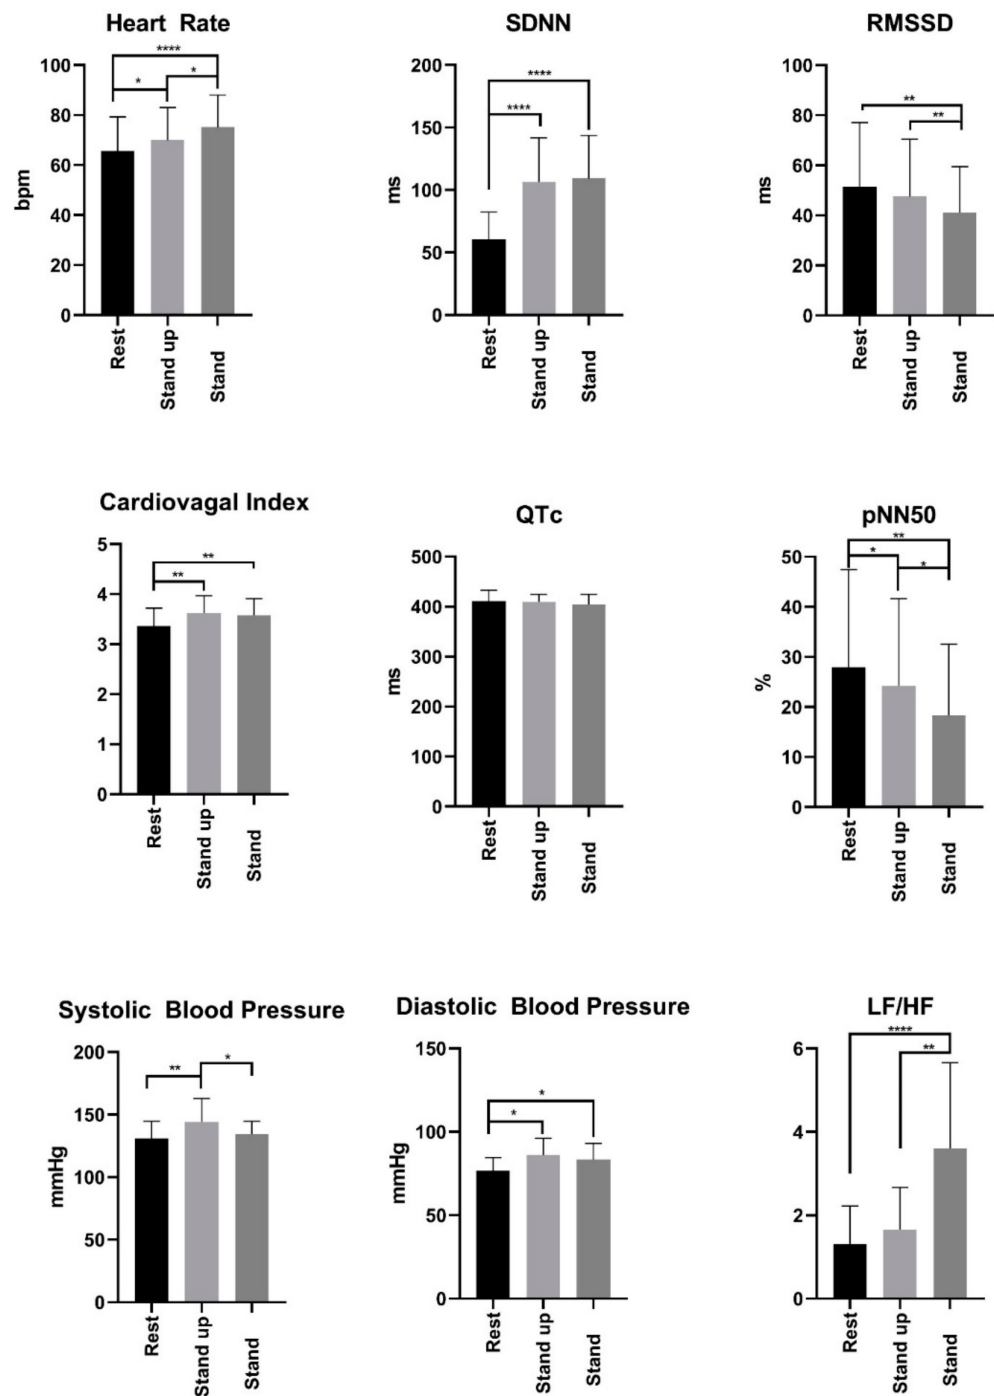 Heart Rate
****
*
*
100
80
60
40
20
0
bpm
Rest
Stand up
Stand
SDNN
****
****
200
150
100
50
0
ms
Rest
Stand up
Stand
RMSSD
**
**
100
80
60
40
20
0
ms
Rest
Stand up
Stand
Cardiovagal Index
**
**
5
4
3
2
1
0
Rest
Stand up
Stand
QTc
500
400
300
200
100
0
ms
Rest
Stand up
Stand
pNN50
**
*
*
50
40
30
20
10
0
%
Rest
Stand up
Stand
Systolic Blood Pressure
*
**
200
150
100
50
0
mmHg
Rest
Stand up
Stand
Diastolic Blood Pressure
*
*
150
100
50
0
mmHg
Rest
Stand up
Stand
LF/HF
****
**
6
4
2
0
Rest
Stand up
Stand